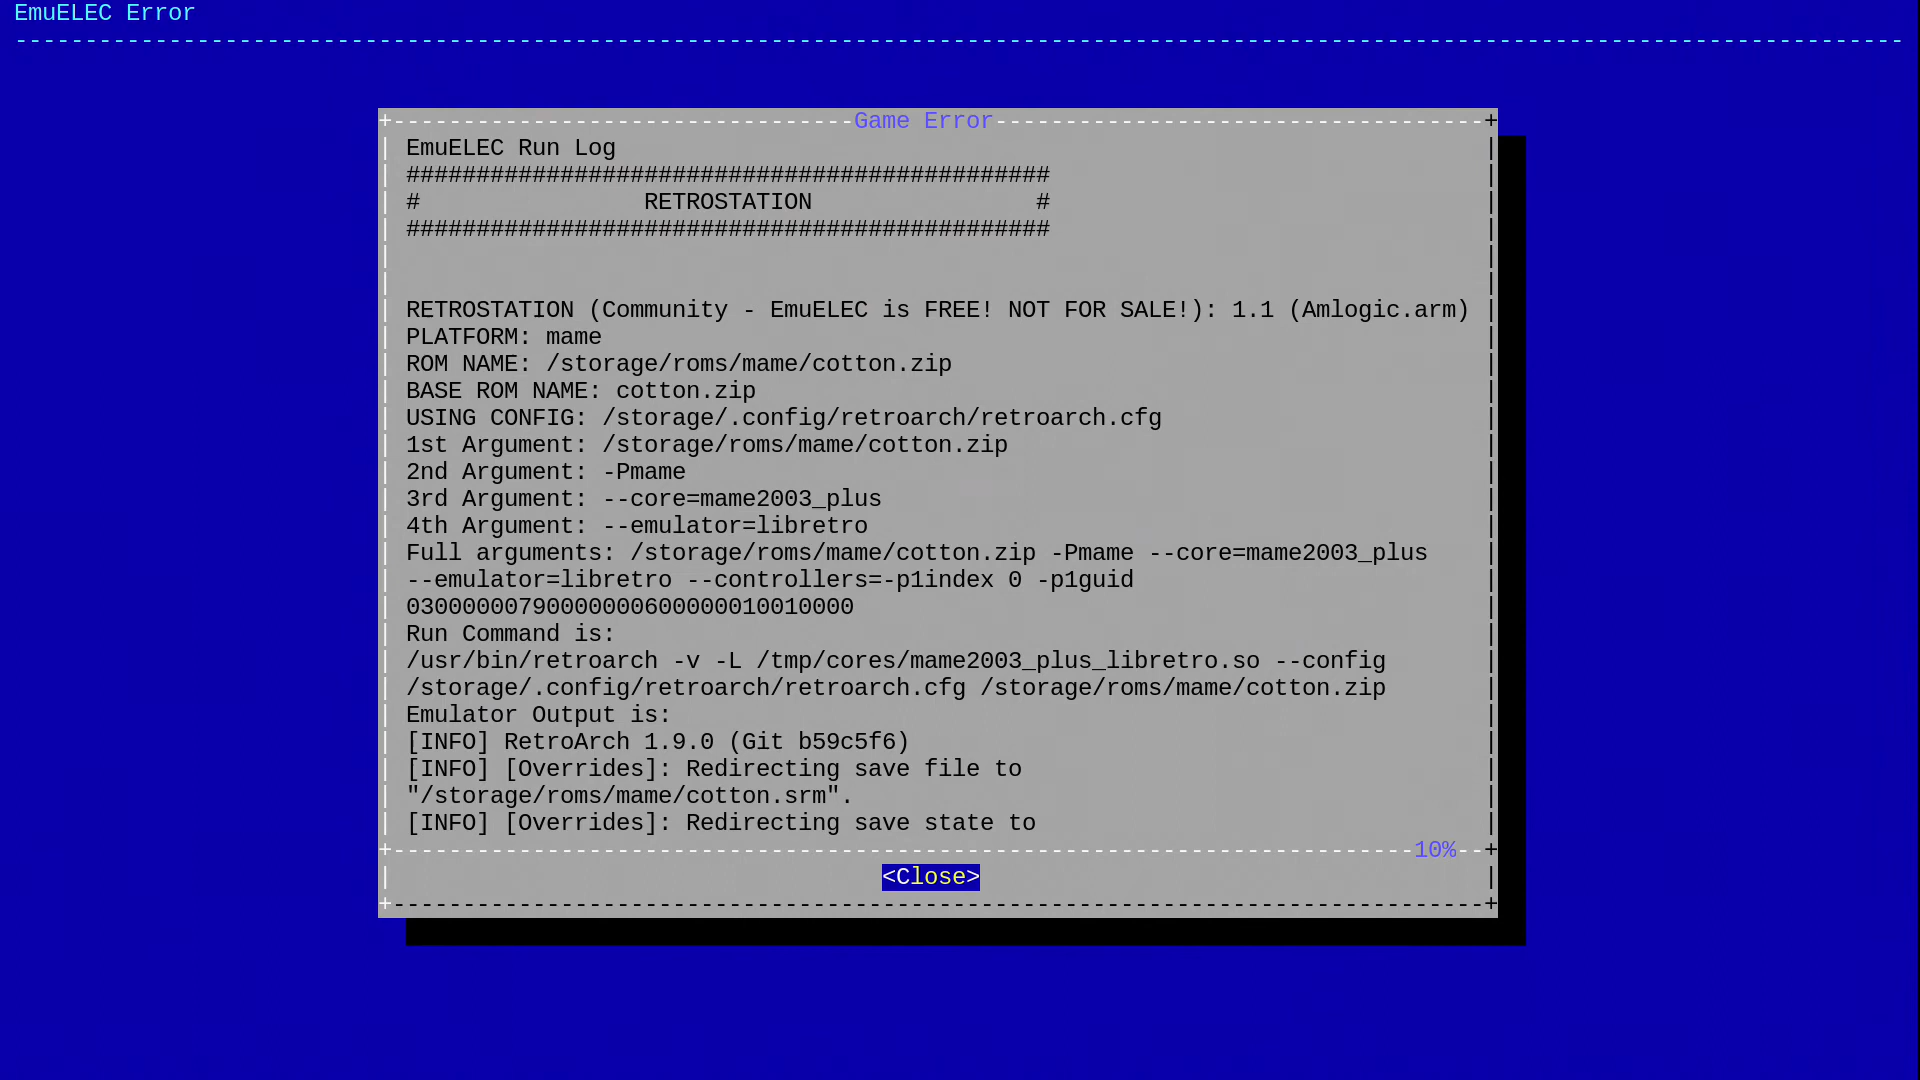 EmuELEC Error
Game Error
EmuELEC Run Log
##############################################
#                RETROSTATION                #
##############################################
RETROSTATION (Community - EmuELEC is FREE! NOT FOR SALE!): 1.1 (Amlogic.arm)
PLATFORM: mame
ROM NAME: /storage/roms/mame/cotton.zip
BASE ROM NAME: cotton.zip
USING CONFIG: /storage/.config/retroarch/retroarch.cfg
1st Argument: /storage/roms/mame/cotton.zip
2nd Argument: -Pmame
3rd Argument: --core=mame2003_plus
4th Argument: --emulator=libretro
Full arguments: /storage/roms/mame/cotton.zip -Pmame --core=mame2003_plus
--emulator=libretro --controllers=-p1index 0 -p1guid
03000000790000000600000010010000
Run Command is:
/usr/bin/retroarch -v -L /tmp/cores/mame2003_plus_libretro.so --config
/storage/.config/retroarch/retroarch.cfg /storage/roms/mame/cotton.zip
Emulator Output is:
[INFO] RetroArch 1.9.0 (Git b59c5f6)
[INFO] [Overrides]: Redirecting save file to
"/storage/roms/mame/cotton.srm".
[INFO] [Overrides]: Redirecting save state to
10%
<Close>